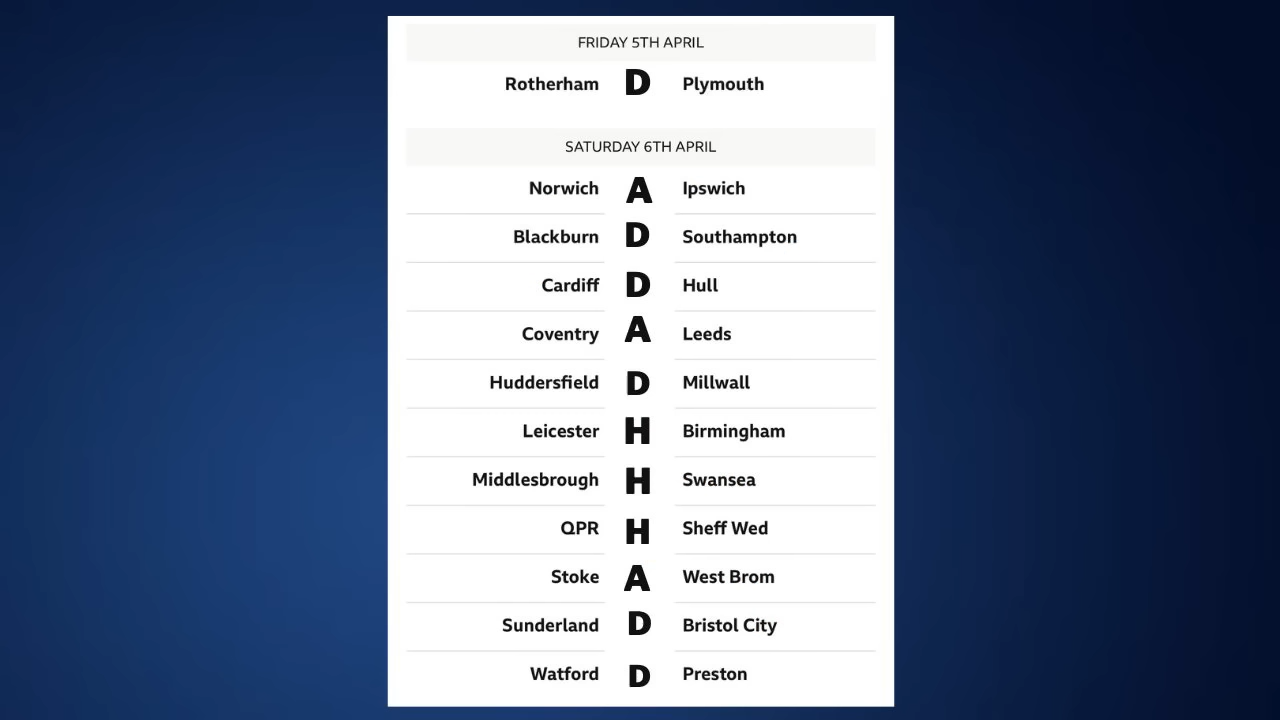 FRIDAY 5TH APRIL
Rotherham D Plymouth
SATURDAY 6TH APRIL
Norwich A Ipswich
Blackburn D Southampton
Cardiff D Hull
Coventry A Leeds
Huddersfield D Millwall
Leicester H Birmingham
Middlesbrough H Swansea
QPR H Sheff Wed
Stoke A West Brom
Sunderland D Bristol City
Watford D Preston